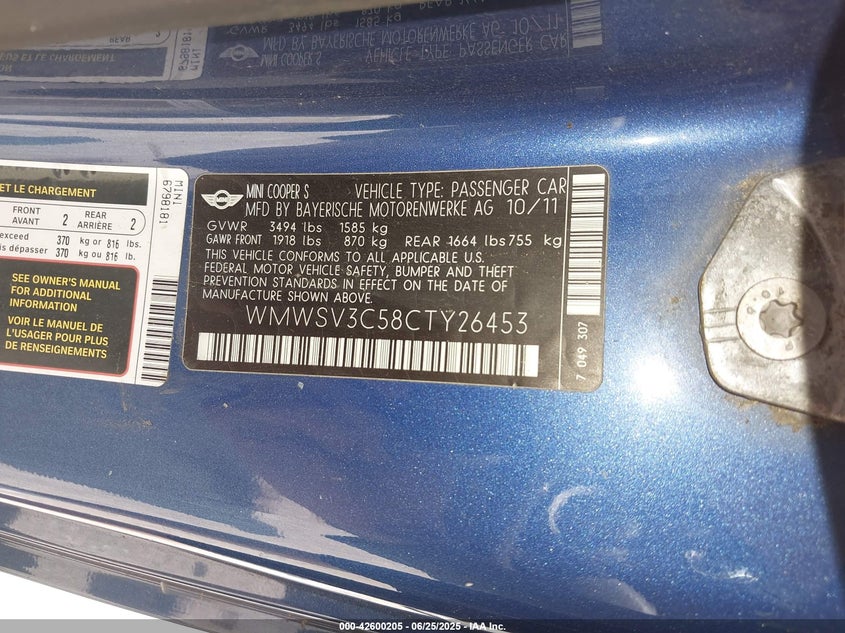 MINI COOPER S VEHICLE TYPE: PASSENGER CAR
MFD BY BAYERISCHE MOTORENWERKE AG 10/11
GVWR 3494 lbs 1585 kg
GAWR FRONT 1918 lbs 870 kg REAR 1664 lbs 755 kg
THIS VEHICLE CONFORMS TO ALL APPLICABLE U.S.
FEDERAL MOTOR VEHICLE SAFETY, BUMPER AND THEFT
PREVENTION STANDARDS IN EFFECT ON THE DATE OF
MANUFACTURE SHOWN ABOVE.
WMWSV3C58CTY26453
7 049 307
ET LE CHARGEMENT
FRONT
AVANT 2 REAR
ARRIÈRE 2
exceed 370 kg or 816 lbs.
is dépasser 370 kg ou 816 lb.
SEE OWNER'S MANUAL
FOR ADDITIONAL
INFORMATION
VOIR LE MANUEL DE
L'USAGER POUR PLUS
DE RENSEIGNEMENTS
MINI
6798181
000-42600205 - 06/25/2025 - IAAI.COM